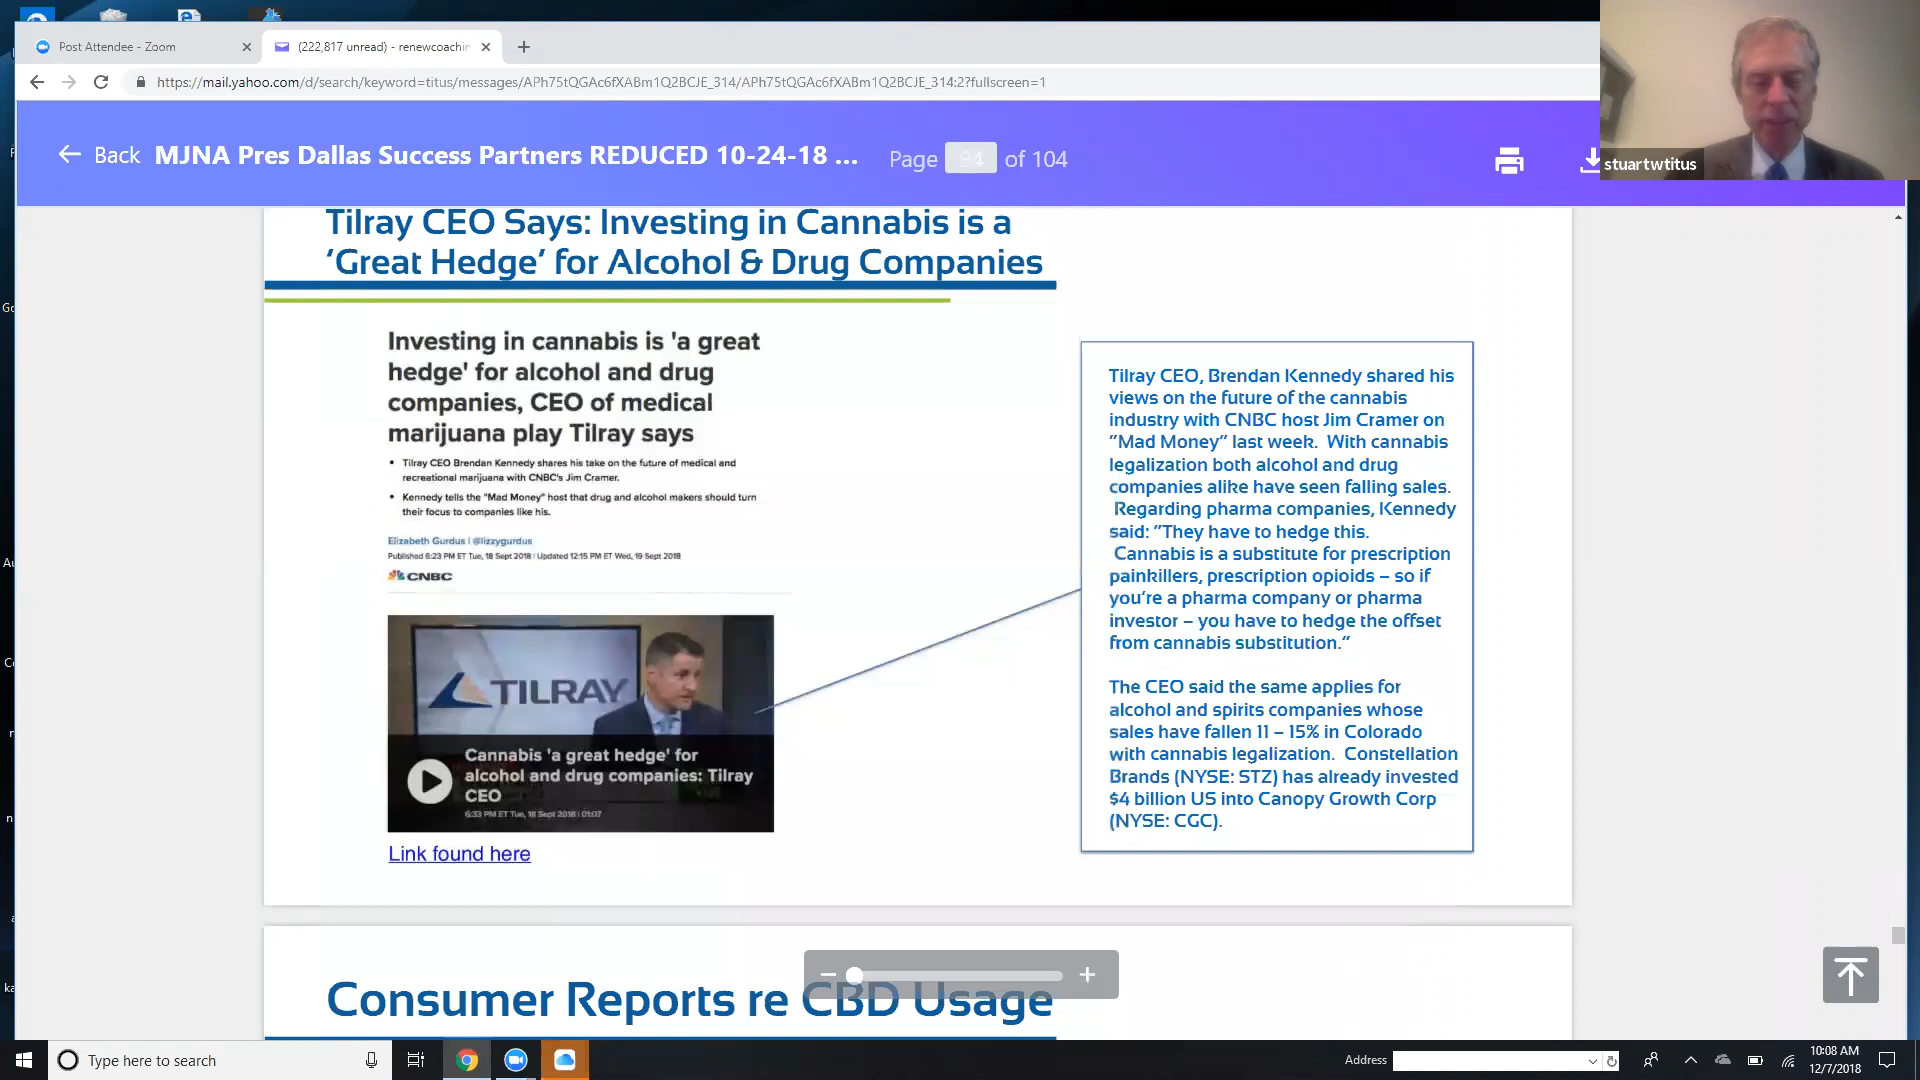 Post Attendee - Zoom
(222,817 unread) - renewcoachin
https://mail.yahoo.com/d/search/keyword=titus/messages/APh75tQGAc6fXABm1Q2BCJE_314/APh75tQGAc6fXABm1Q2BCJE_314:2?fullscreen=1
Back MJNA Pres Dallas Success Partners REDUCED 10-24-18 ... Page 94 of 104
stuartwtitus
Tilray CEO Says: Investing in Cannabis is a
‘Great Hedge’ for Alcohol & Drug Companies
Investing in cannabis is 'a great
hedge' for alcohol and drug
companies, CEO of medical
marijuana play Tilray says
• Tilray CEO Brendan Kennedy shares his take on the future of medical and
recreational marijuana with CNBC's Jim Cramer.
• Kennedy tells the "Mad Money" host that drug and alcohol makers should turn
their focus to companies like his.
Elizabeth Gurdus | @lizzygurdus
Published 6:23 PM ET Tue, 18 Sept 2018 | Updated 12:15 PM ET Wed, 19 Sept 2018
CNBC
TILRAY
Cannabis 'a great hedge' for
alcohol and drug companies: Tilray
CEO
6:33 PM ET Tue, 18 Sept 2018 | 01:07
Link found here
Tilray CEO, Brendan Kennedy shared his
views on the future of the cannabis
industry with CNBC host Jim Cramer on
“Mad Money” last week. With cannabis
legalization both alcohol and drug
companies alike have seen falling sales.
Regarding pharma companies, Kennedy
said: “They have to hedge this.
Cannabis is a substitute for prescription
painkillers, prescription opioids – so if
you’re a pharma company or pharma
investor – you have to hedge the offset
from cannabis substitution.”
The CEO said the same applies for
alcohol and spirits companies whose
sales have fallen 11 – 15% in Colorado
with cannabis legalization. Constellation
Brands (NYSE: STZ) has already invested
$4 billion US into Canopy Growth Corp
(NYSE: CGC).
Consumer Reports re CBD Usage
Type here to search
Address
10:08 AM
12/7/2018